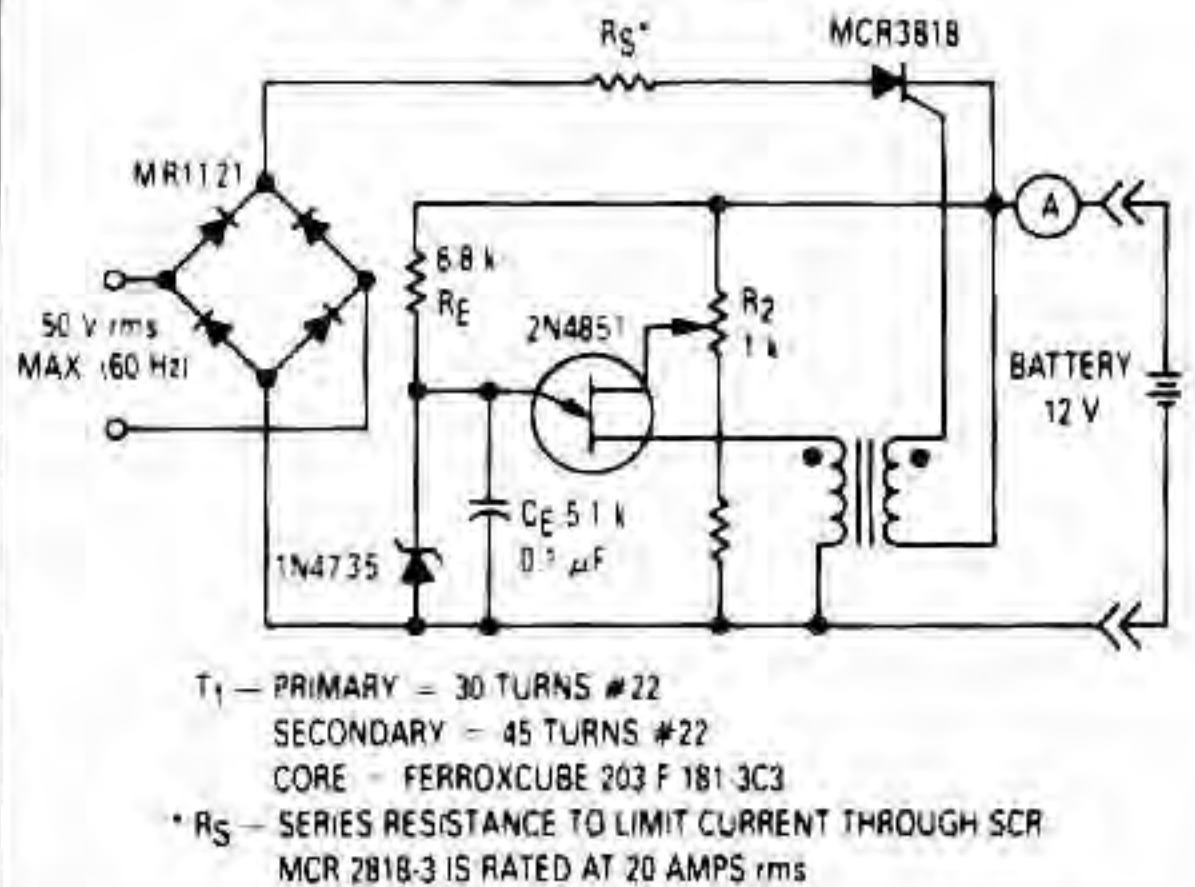 RS*
MCR3818
MR1121
A
6.8 k
RE
R2
1 k
2N4851
50 V rms
MAX (60 Hz)
BATTERY
12 V
CE 5.1 k
0.1 µF
1N4735
T1 — PRIMARY = 30 TURNS #22
SECONDARY = 45 TURNS #22
CORE = FERROXCUBE 203 F 181 3C3
* RS — SERIES RESISTANCE TO LIMIT CURRENT THROUGH SCR
MCR 2818-3 IS RATED AT 20 AMPS rms